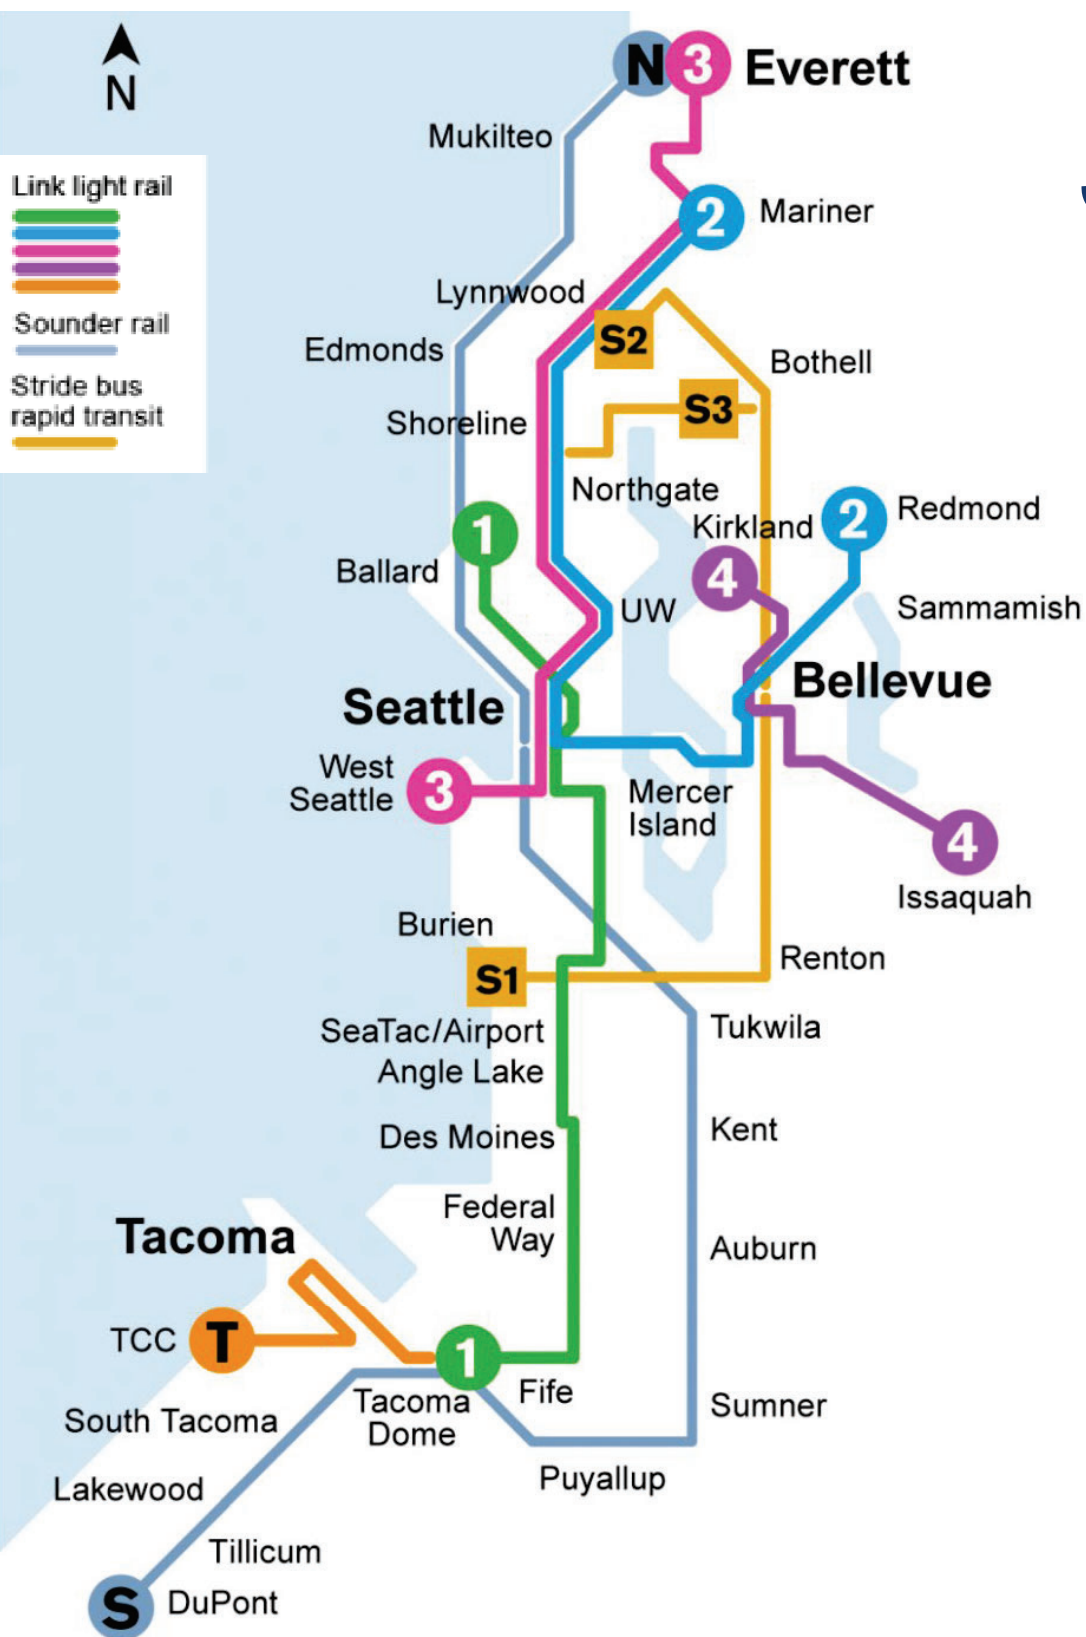 N 3 Everett
N
Mukilteo
Link light rail
2 Mariner
Lynnwood
Sounder rail
S2
Edmonds
Bothell
Stride bus
rapid transit
S3
Shoreline
Northgate
Kirkland
2 Redmond
1
4
Ballard
UW
Sammamish
Bellevue
Seattle
West
Seattle
3
Mercer
Island
4
Issaquah
Burien
Renton
S1
SeaTac/Airport
Tukwila
Angle Lake
Des Moines
Kent
Federal
Way
Tacoma
Auburn
TCC T
1
Fife
Tacoma
Dome
Sumner
South Tacoma
Puyallup
Lakewood
Tillicum
S DuPont